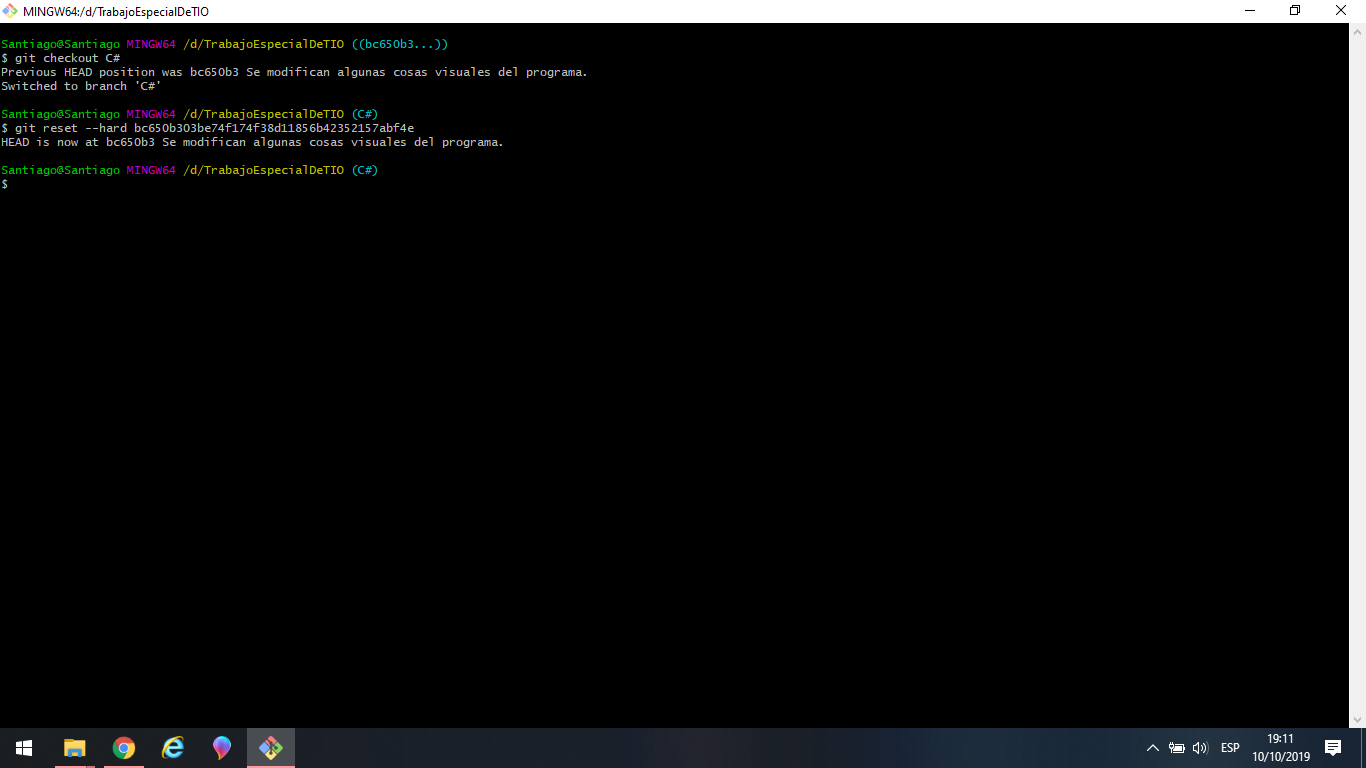 MINGW64:/d/TrabajoEspecialDeTIO
Santiago@Santiago MINGW64 /d/TrabajoEspecialDeTIO ((bc650b3...))
$ git checkout C#
Previous HEAD position was bc650b3 Se modifican algunas cosas visuales del programa.
Switched to branch 'C#'
Santiago@Santiago MINGW64 /d/TrabajoEspecialDeTIO (C#)
$ git reset --hard bc650b303be74f174f38d11856b42352157abf4e
HEAD is now at bc650b3 Se modifican algunas cosas visuales del programa.
Santiago@Santiago MINGW64 /d/TrabajoEspecialDeTIO (C#)
$
ESP
19:11
10/10/2019